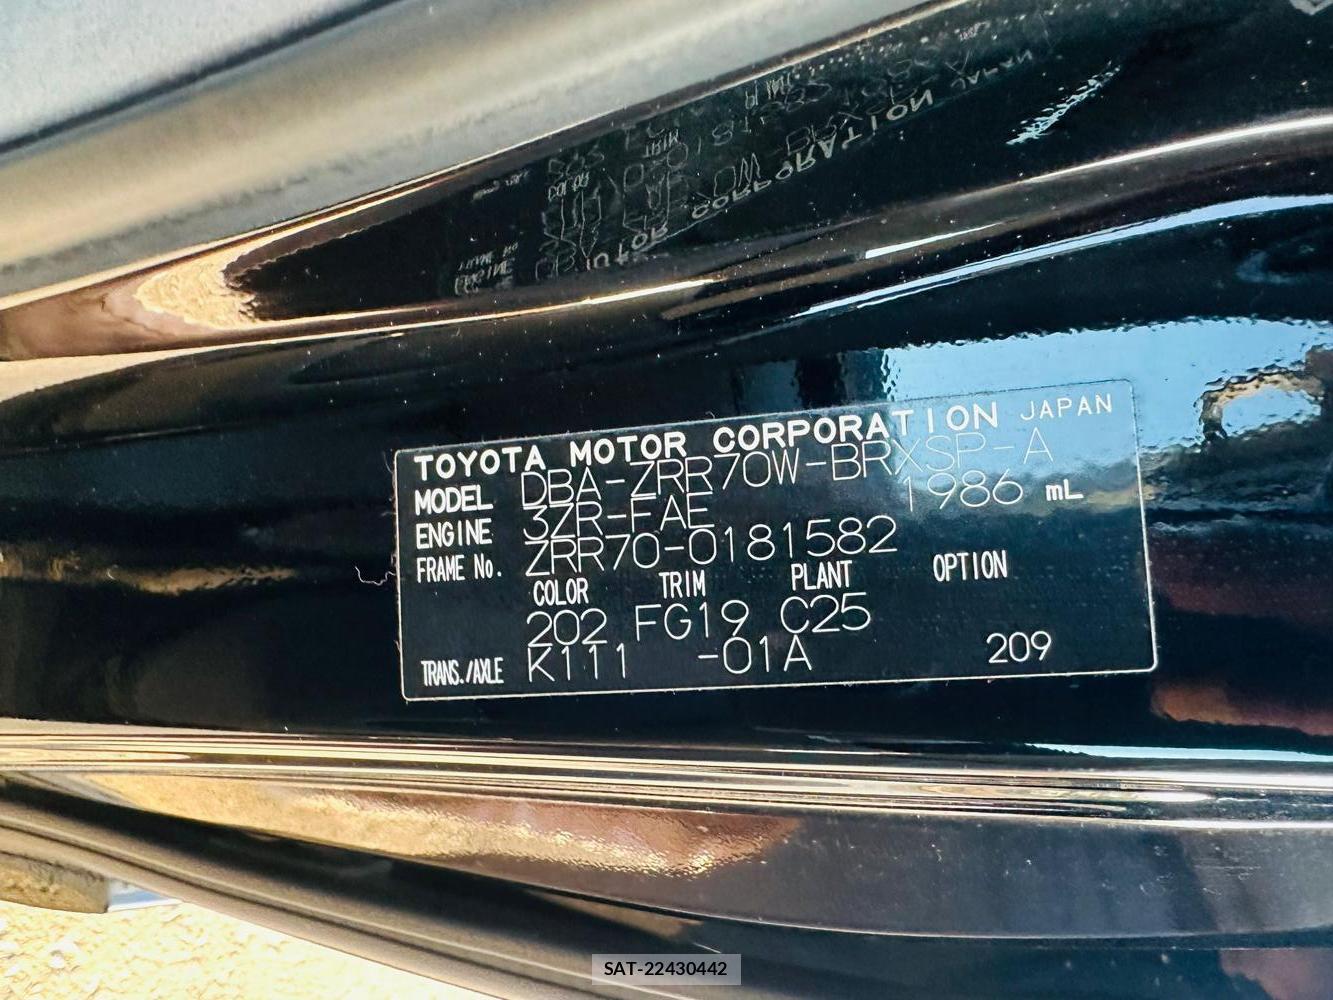 TOYOTA MOTOR CORPORATION JAPAN
MODEL DBA-ZRR70W-BRXSP-A
ENGINE 3ZR-FAE 1986 mL
FRAME No. ZRR70-0181582
COLOR TRIM PLANT OPTION
202 FG19 C25
TRANS./AXLE K111 -01A 209
SAT-22430442